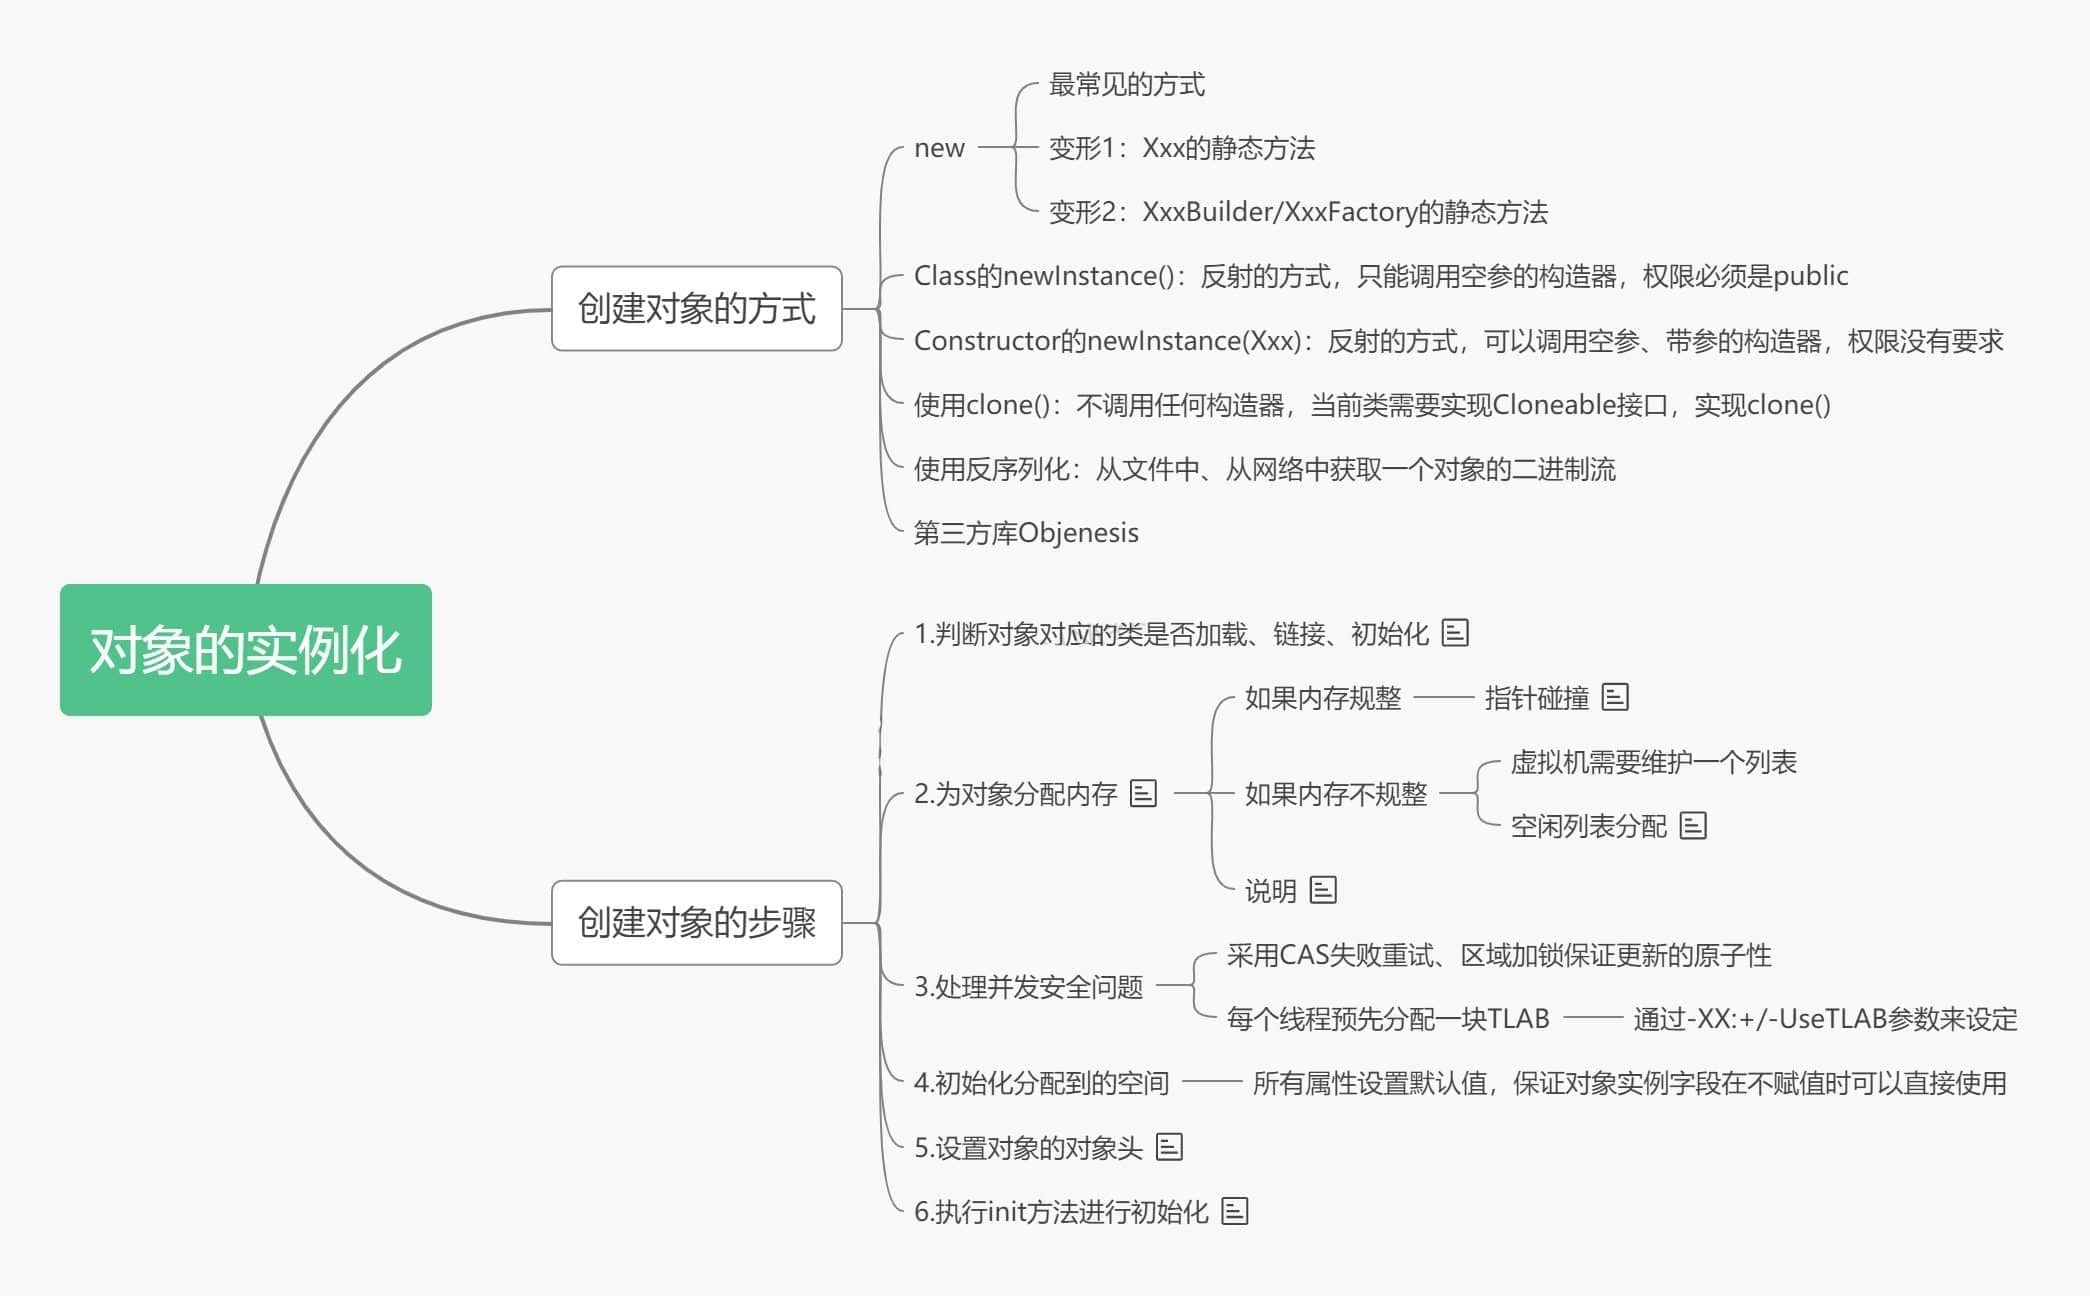 对象的实例化
创建对象的方式
new
最常见的方式
变形1：Xxx的静态方法
变形2：XxxBuilder/XxxFactory的静态方法
Class的newInstance()：反射的方式，只能调用空参的构造器，权限必须是public
Constructor的newInstance(Xxx)：反射的方式，可以调用空参、带参的构造器，权限没有要求
使用clone()：不调用任何构造器，当前类需要实现Cloneable接口，实现clone()
使用反序列化：从文件中、从网络中获取一个对象的二进制流
第三方库Objenesis
创建对象的步骤
1.判断对象对应的类是否加载、链接、初始化
2.为对象分配内存
如果内存规整
指针碰撞
如果内存不规整
虚拟机需要维护一个列表
空闲列表分配
说明
3.处理并发安全问题
采用CAS失败重试、区域加锁保证更新的原子性
每个线程预先分配一块TLAB
通过-XX:+/-UseTLAB参数来设定
4.初始化分配到的空间
所有属性设置默认值，保证对象实例字段在不赋值时可以直接使用
5.设置对象的对象头
6.执行init方法进行初始化